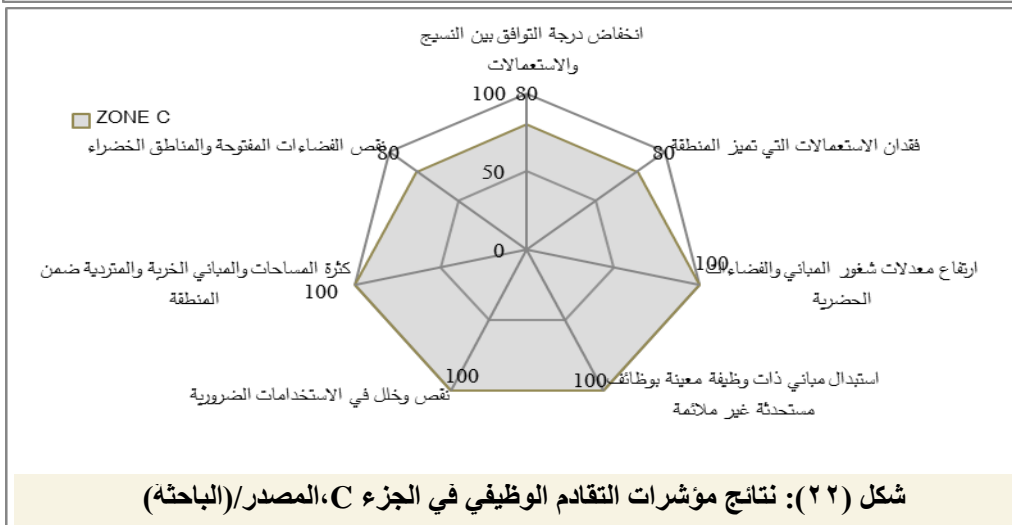 انخفاض درجة التوافق بين النسيج
والاستعمالات
100 80
ZONE C
فقدان الاستعمالات التي تميز المنطقة
80
نقص الفضاءات المفتوحة والمناطق الخضراء
80
50
0
ارتفاع معدلات شغور المباني والفضاءات
الحضرية
100
كثرة المساحات والمباني الخربة والمتردية ضمن
المنطقة
100
استبدال مباني ذات وظيفة معينة بوظائف
مستحدثة غير ملائمة
100
نقص وخلل في الاستخدامات الضرورية
100
شكل (٢٢): نتائج مؤشرات التقادم الوظيفي في الجزء C،المصدر/(الباحثة)